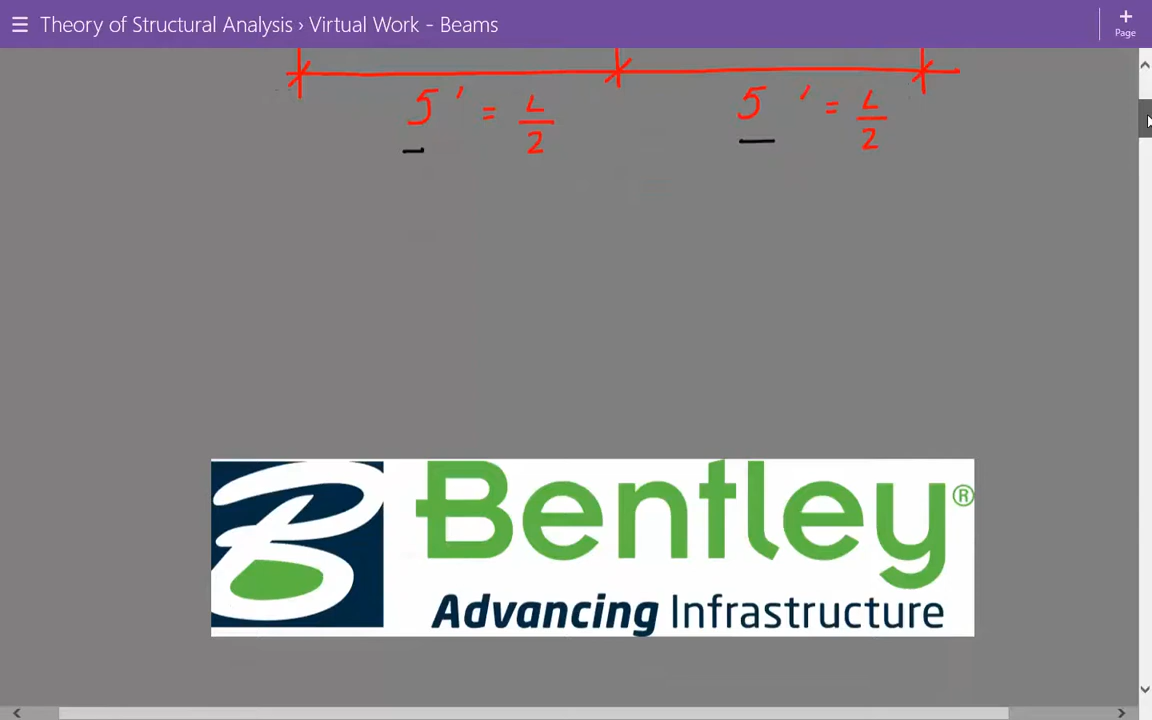 Theory of Structural Analysis › Virtual Work - Beams
Page
5' = L/2
5' = L/2
Bentley®
Advancing Infrastructure